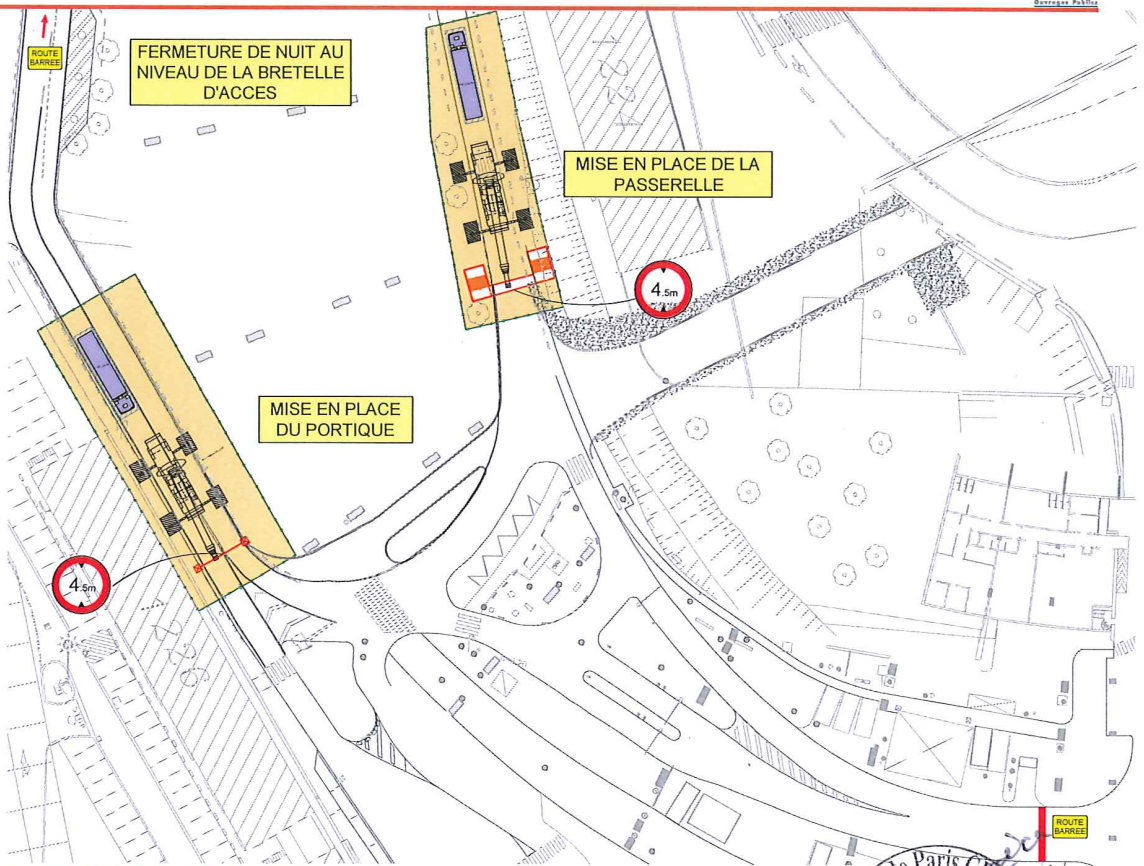 Ouvrages Publics
ROUTE
BARREE
FERMETURE DE NUIT AU
NIVEAU DE LA BRETELLE
D'ACCES
MISE EN PLACE DE LA
PASSERELLE
4.5m
MISE EN PLACE
DU PORTIQUE
4.5m
ROUTE
BARREE
de Paris